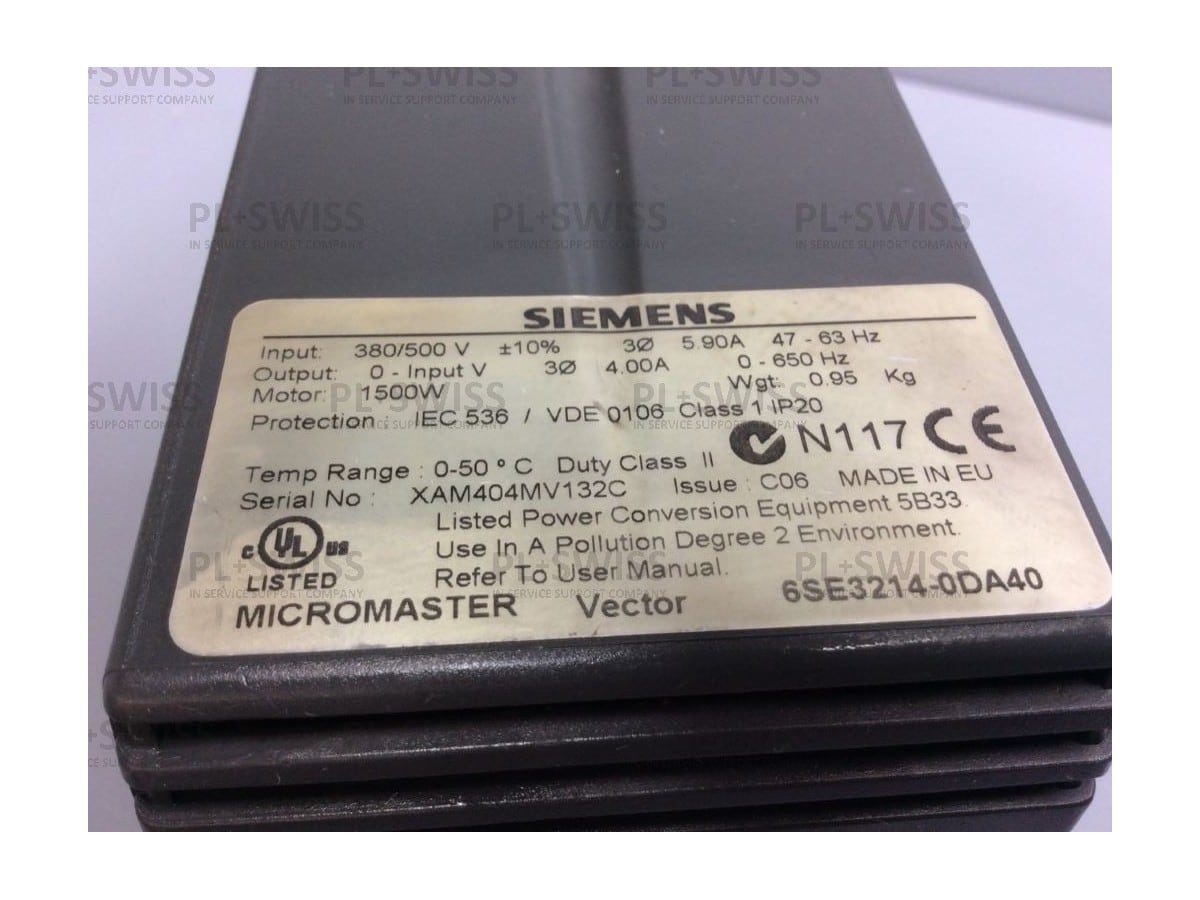 SIEMENS
Input: 380/500 V ±10% 3Ø 5.90A 47 - 63 Hz
Output: 0 - Input V 3Ø 4.00A 0 - 650 Hz
Motor: 1500W Wgt: 0.95 Kg
Protection : IEC 536 / VDE 0106 Class 1 IP20
N117 CE
Temp Range : 0-50 ° C Duty Class II
Serial No : XAM404MV132C Issue : C06 MADE IN EU
Listed Power Conversion Equipment 5B33.
Use In A Pollution Degree 2 Environment.
Refer To User Manual.
c UL us
LISTED
MICROMASTER Vector 6SE3214-0DA40
PL+SWISS
IN SERVICE SUPPORT COMPANY